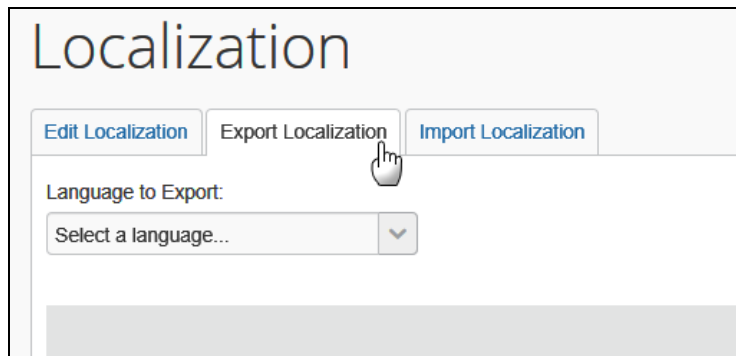 Localization
Edit Localization Export Localization Import Localization
Language to Export:
Select a language...